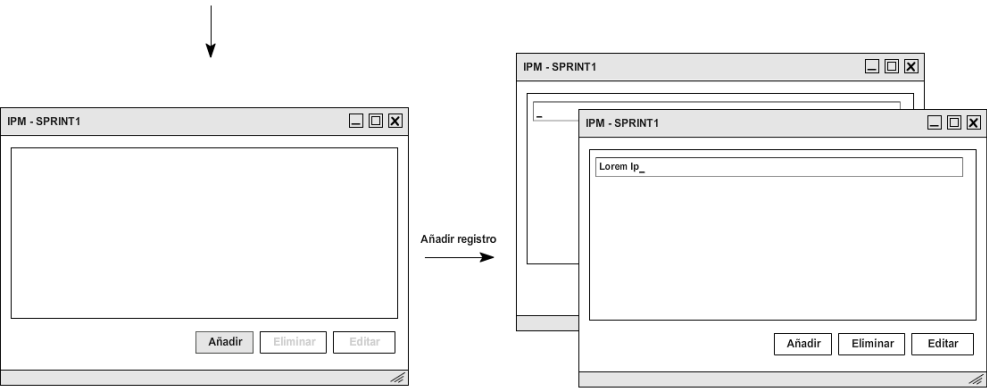 IPM - SPRINT1
Añadir
Eliminar
Editar
Añadir registro
IPM - SPRINT1
_
IPM - SPRINT1
Lorem Ip_
Añadir
Eliminar
Editar